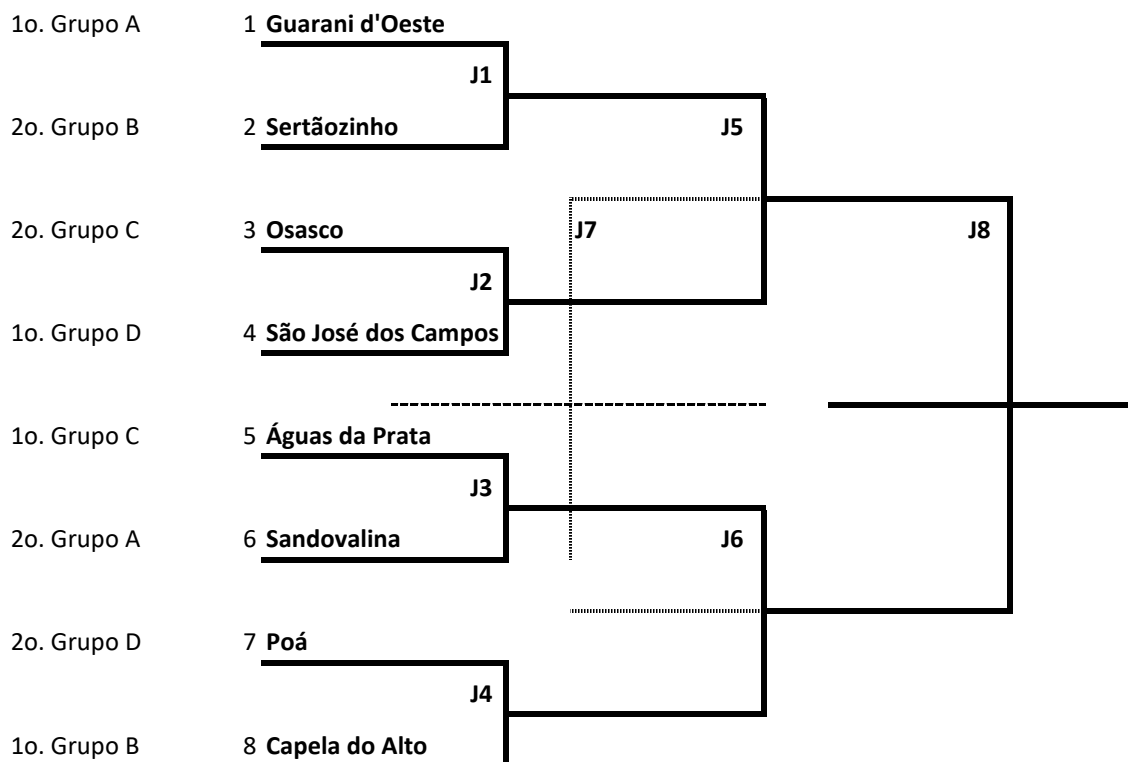 1o. Grupo A 1 Guarani d'Oeste
J1
2o. Grupo B 2 Sertãozinho J5
2o. Grupo C 3 Osasco J7 J8
J2
1o. Grupo D 4 São José dos Campos
1o. Grupo C 5 Águas da Prata
J3
2o. Grupo A 6 Sandovalina J6
2o. Grupo D 7 Poá
J4
1o. Grupo B 8 Capela do Alto